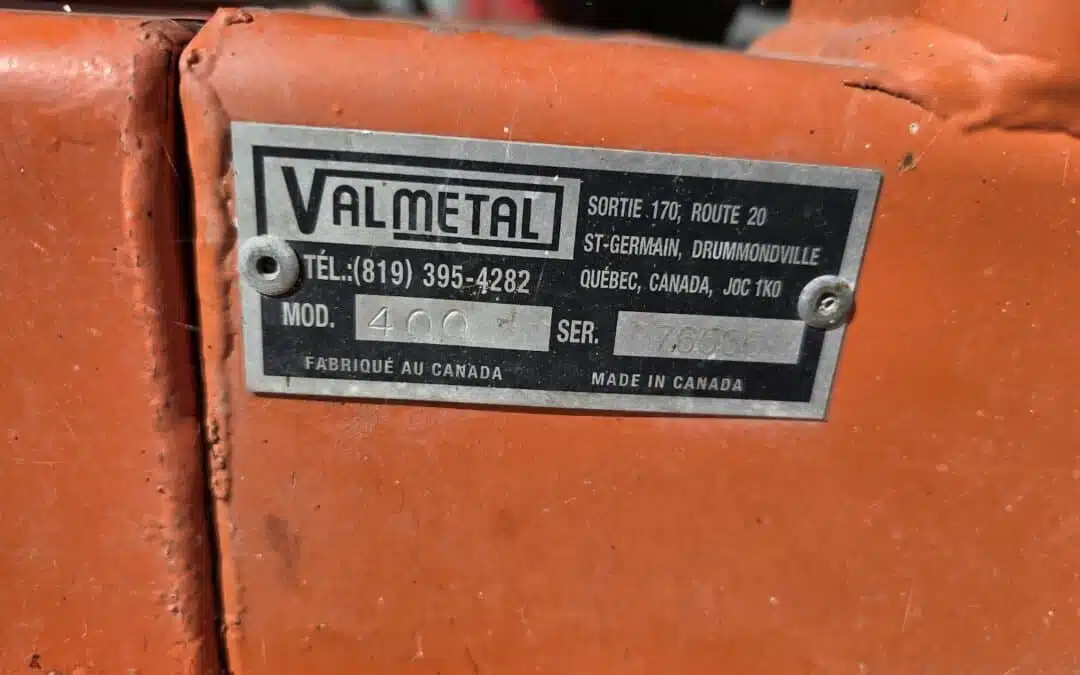 VALMETAL
TÉL.:(819) 395-4282
SORTIE 170, ROUTE 20
ST-GERMAIN, DRUMMONDVILLE
QUÉBEC, CANADA, J0C 1K0
MOD. 400 SER.
FABRIQUÉ AU CANADA MADE IN CANADA